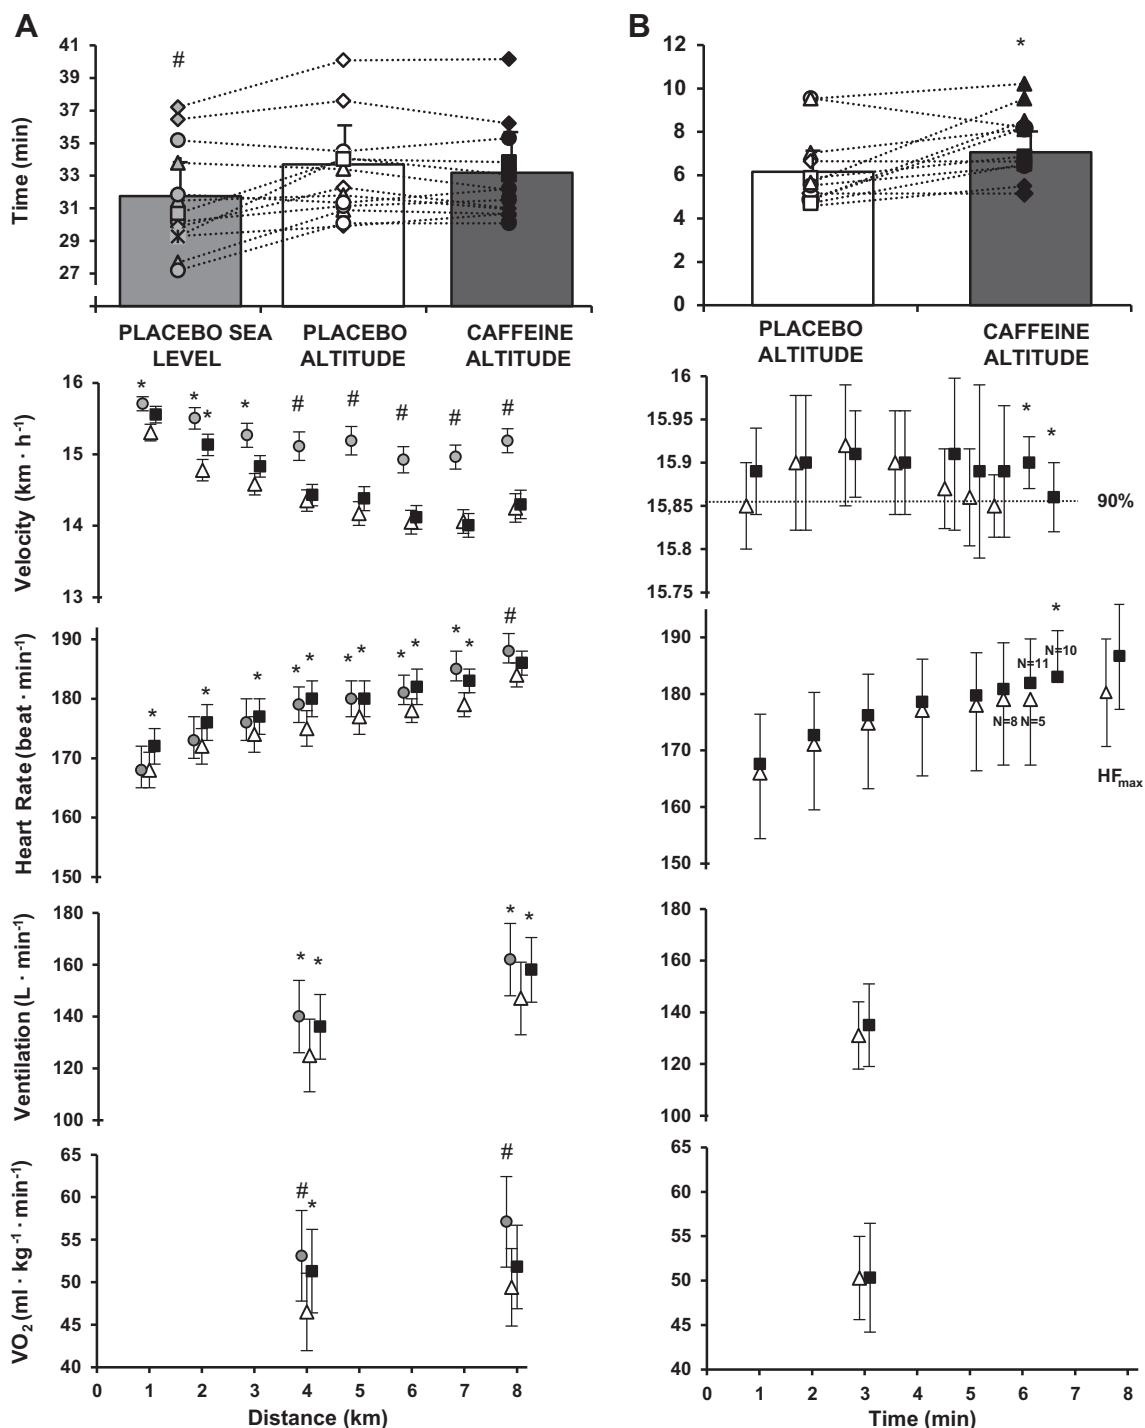 A
41
39
37
35
33
31
29
27
Time (min)
#
PLACEBO SEA
LEVEL
PLACEBO
ALTITUDE
CAFFEINE
ALTITUDE
B
12
10
8
6
4
2
0
Time (min)
*
PLACEBO
ALTITUDE
CAFFEINE
ALTITUDE
16
15
14
13
Velocity (km · h⁻¹)
* * * # # # # #
*
16
15.95
15.9
15.85
15.8
15.75
* *
90%
190
180
170
160
150
Heart Rate (beat · min⁻¹)
* * * * * * * * * * * #
190
180
170
160
150
*
N=10
N=11
N=8 N=5
HFmax
180
160
140
120
100
Ventilation (L · min⁻¹)
* * * *
180
160
140
120
100
65
60
55
50
45
40
VO₂ (ml · kg⁻¹ · min⁻¹)
# * #
0 1 2 3 4 5 6 7 8
Distance (km)
65
60
55
50
45
40
0 1 2 3 4 5 6 7 8
Time (min)